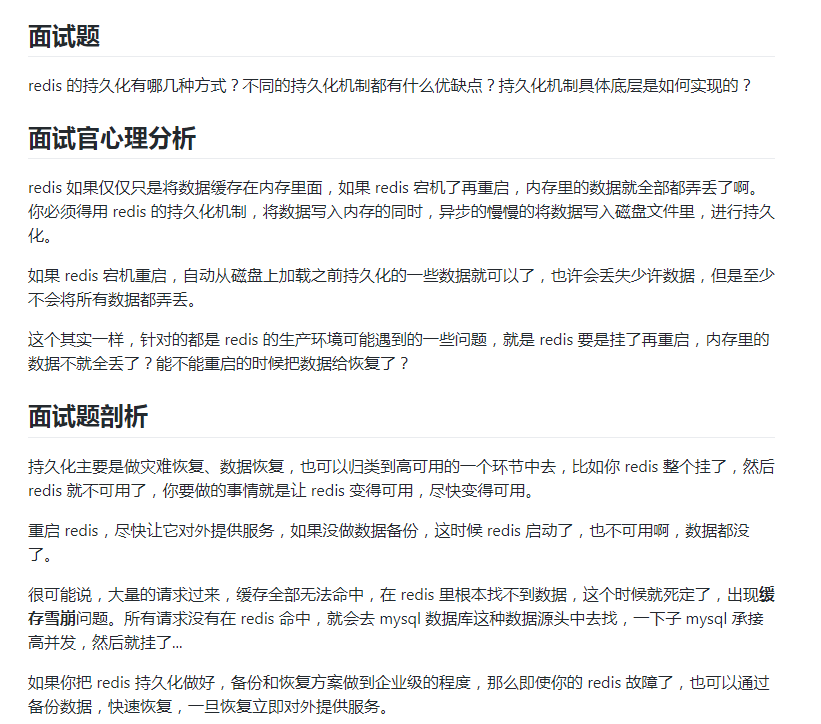 面试题
redis 的持久化有哪几种方式？不同的持久化机制都有什么优缺点？持久化机制具体底层是如何实现的？
面试官心理分析
redis 如果仅仅只是将数据缓存在内存里面，如果 redis 宕机了再重启，内存里的数据就全部都弄丢了啊。
你必须得用 redis 的持久化机制，将数据写入内存的同时，异步的慢慢的将数据写入磁盘文件里，进行持久
化。
如果 redis 宕机重启，自动从磁盘上加载之前持久化的一些数据就可以了，也许会丢失少许数据，但是至少
不会将所有数据都弄丢。
这个其实一样，针对的都是 redis 的生产环境可能遇到的一些问题，就是 redis 要是挂了再重启，内存里的
数据不就全丢了？能不能重启的时候把数据给恢复了？
面试题剖析
持久化主要是做灾难恢复、数据恢复，也可以归类到高可用的一个环节中去，比如你 redis 整个挂了，然后
redis 就不可用了，你要做的事情就是让 redis 变得可用，尽快变得可用。
重启 redis，尽快让它对外提供服务，如果没做数据备份，这时候 redis 启动了，也不可用啊，数据都没
了。
很可能说，大量的请求过来，缓存全部无法命中，在 redis 里根本找不到数据，这个时候就死定了，出现缓
存雪崩问题。所有请求没有在 redis 命中，就会去 mysql 数据库这种数据源头中去找，一下子 mysql 承接
高并发，然后就挂了...
如果你把 redis 持久化做好，备份和恢复方案做到企业级的程度，那么即使你的 redis 故障了，也可以通过
备份数据，快速恢复，一旦恢复立即对外提供服务。